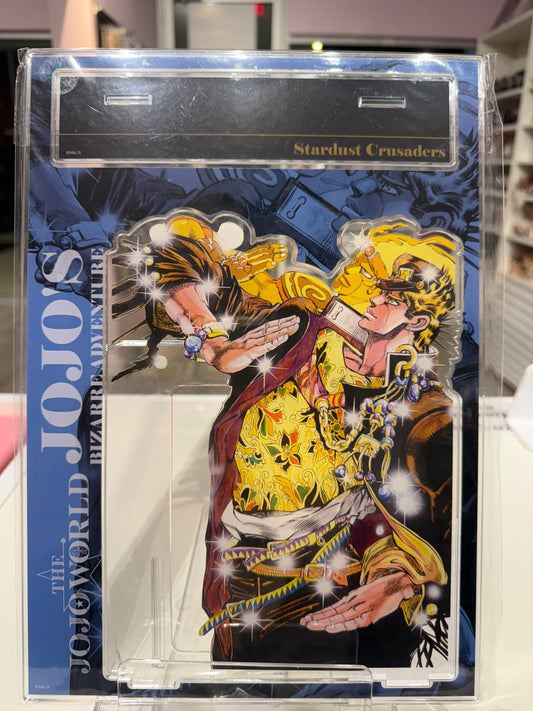 ©A&L/S
Stardust Crusaders
THE
JOJO WORLD
JOJO'S
BIZARRE ADVENTURE
©A&L/S